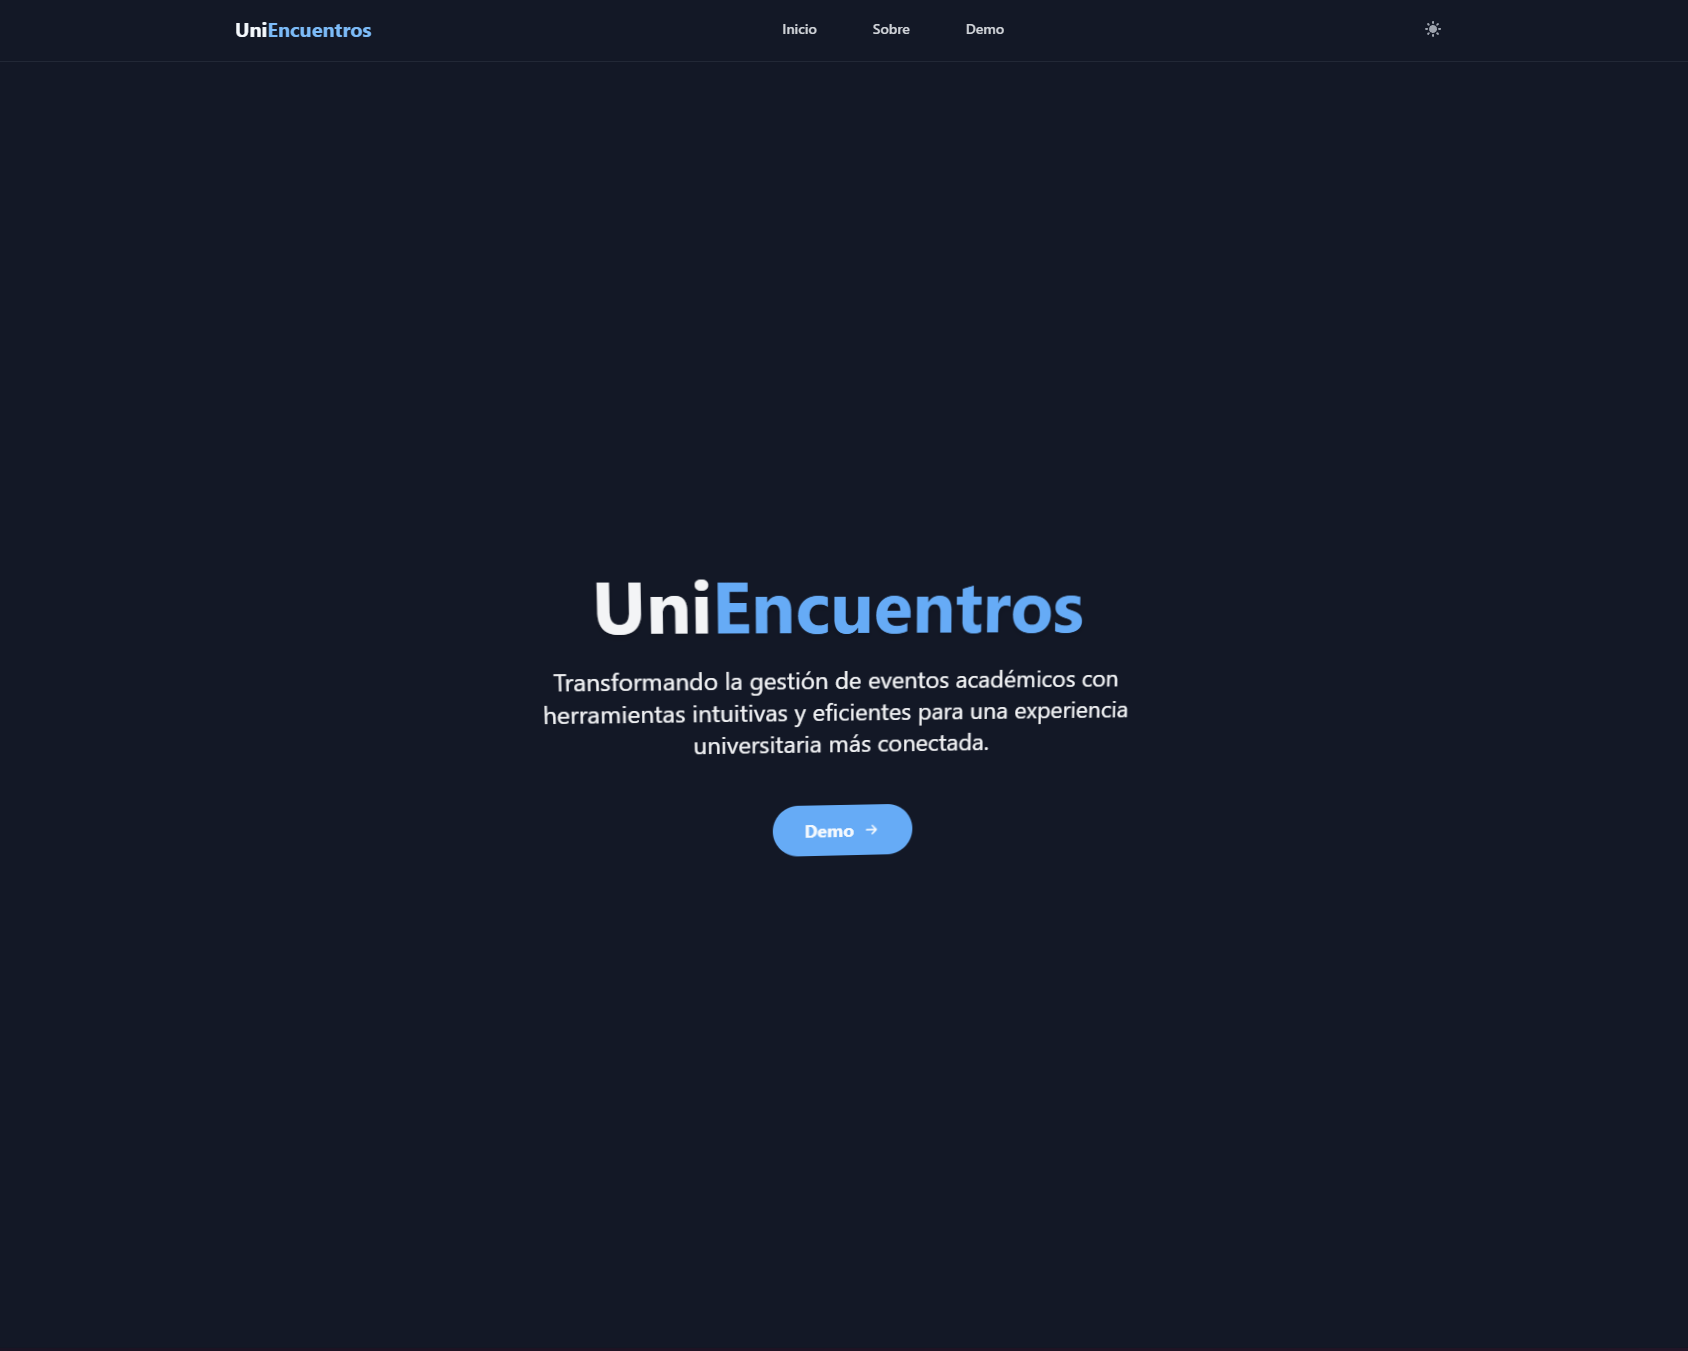 UniEncuentros
Inicio
Sobre
Demo
UniEncuentros
Transformando la gestión de eventos académicos con
herramientas intuitivas y eficientes para una experiencia
universitaria más conectada.
Demo →